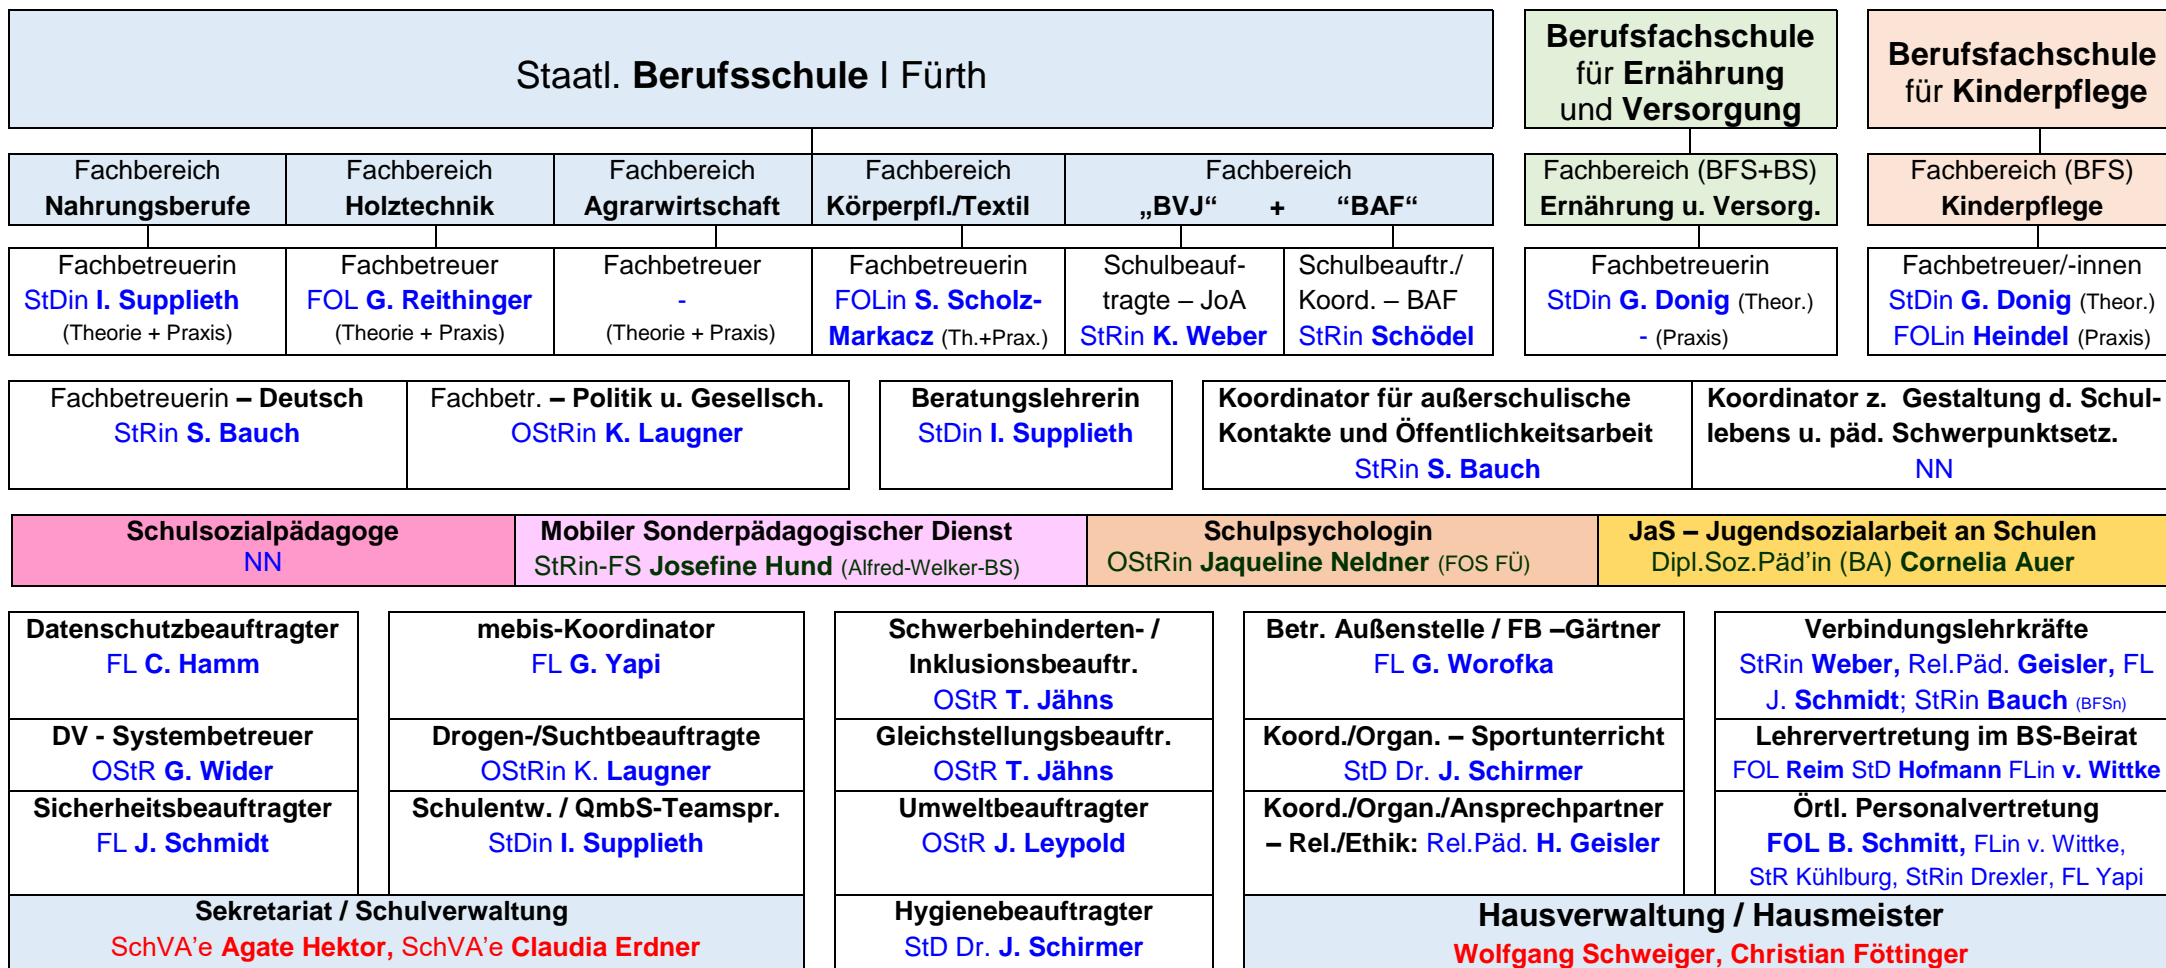 Staatl. Berufsschule I Fürth
Berufsfachschule
für Ernährung
und Versorgung
Berufsfachschule
für Kinderpflege
Fachbereich
Nahrungsberufe
Fachbereich
Holztechnik
Fachbereich
Agrarwirtschaft
Fachbereich
Körperpfl./Textil
Fachbereich
„BVJ“ + “BAF“
Fachbereich (BFS+BS)
Ernährung u. Versorg.
Fachbereich (BFS)
Kinderpflege
Fachbetreuerin
StDin I. Supplieth
(Theorie + Praxis)
Fachbetreuer
FOL G. Reithinger
(Theorie + Praxis)
Fachbetreuer
-
(Theorie + Praxis)
Fachbetreuerin
FOLin S. Scholz-
Markacz (Th.+Prax.)
Schulbeauf-
tragte – JoA
StRin K. Weber
Schulbeauftr./
Koord. – BAF
StRin Schödel
Fachbetreuerin
StDin G. Donig (Theor.)
- (Praxis)
Fachbetreuer/-innen
StDin G. Donig (Theor.)
FOLin Heindel (Praxis)
Fachbetreuerin – Deutsch
StRin S. Bauch
Fachbetr. – Politik u. Gesellsch.
OStRin K. Laugner
Beratungslehrerin
StDin I. Supplieth
Koordinator für außerschulische
Kontakte und Öffentlichkeitsarbeit
StRin S. Bauch
Koordinator z. Gestaltung d. Schul-
lebens u. päd. Schwerpunktsetz.
NN
Schulsozialpädagoge
NN
Mobiler Sonderpädagogischer Dienst
StRin-FS Josefine Hund (Alfred-Welker-BS)
Schulpsychologin
OStRin Jaqueline Neldner (FOS FÜ)
JaS – Jugendsozialarbeit an Schulen
Dipl.Soz.Päd’in (BA) Cornelia Auer
Datenschutzbeauftragter
FL C. Hamm
mebis-Koordinator
FL G. Yapi
Schwerbehinderten- /
Inklusionsbeauftr.
OStR T. Jähns
Betr. Außenstelle / FB –Gärtner
FL G. Worofka
Verbindungslehrkräfte
StRin Weber, Rel.Päd. Geisler, FL
J. Schmidt; StRin Bauch (BFSn)
DV - Systembetreuer
OStR G. Wider
Drogen-/Suchtbeauftragte
OStRin K. Laugner
Gleichstellungsbeauftr.
OStR T. Jähns
Koord./Organ. – Sportunterricht
StD Dr. J. Schirmer
Lehrervertretung im BS-Beirat
FOL Reim StD Hofmann FLin v. Wittke
Sicherheitsbeauftragter
FL J. Schmidt
Schulentw. / QmbS-Teamspr.
StDin I. Supplieth
Umweltbeauftragter
OStR J. Leypold
Koord./Organ./Ansprechpartner
– Rel./Ethik: Rel.Päd. H. Geisler
Örtl. Personalvertretung
FOL B. Schmitt, FLin v. Wittke,
StR Kühlburg, StRin Drexler, FL Yapi
Sekretariat / Schulverwaltung
SchVA’e Agate Hektor, SchVA’e Claudia Erdner
Hygienebeauftragter
StD Dr. J. Schirmer
Hausverwaltung / Hausmeister
Wolfgang Schweiger, Christian Föttinger